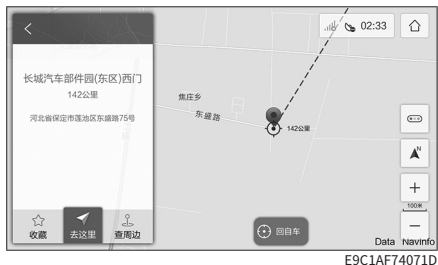 02:33
长城汽车部件园(东区)西门
142公里
河北省保定市莲池区东盛路75号
焦庄乡
东盛路
142公里
N
100米
收藏
去这里
查周边
回自车
Data NavInfo
E9C1AF74071D